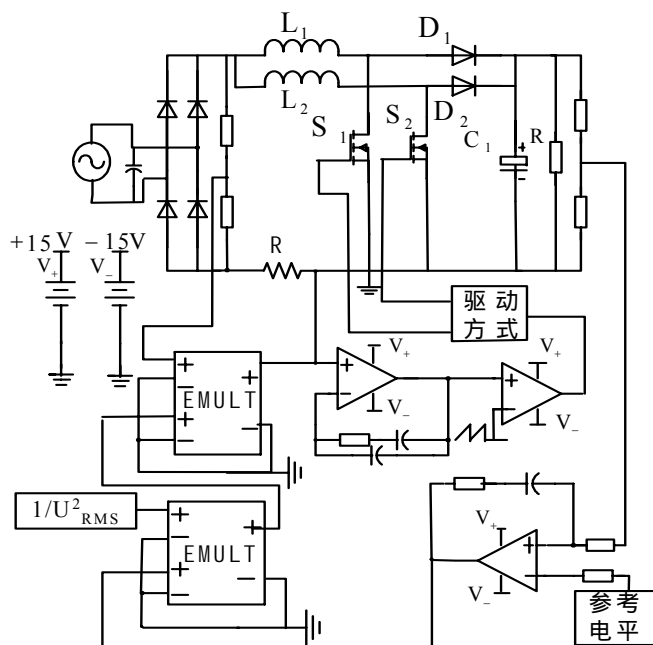 L₁
D₁
L₂
D₂
S₁
S₂
C₁
+
−
R
+15V
−15V
V₊
V₋
R
驱动
方式
+
−
+
−
EMULT
+
−
+
−
V₊
V₋
+
−
V₊
V₋
1/U²RMS
+
−
+
−
EMULT
+
−
V₊
V₋
+
−
参考
电平